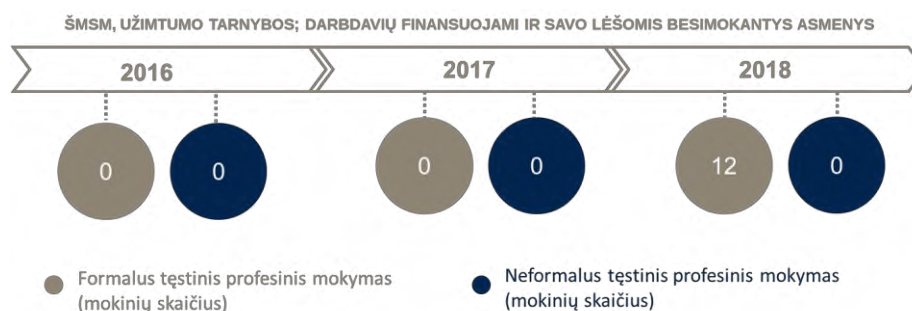 ŠMSM, UŽIMTUMO TARNYBOS; DARBDAVIŲ FINANSUOJAMI IR SAVO LĖŠOMIS BESIMOKANTYS ASMENYS
2016 2017 2018
0 0 0 0 12 0
Formalus tęstinis profesinis mokymas
(mokinių skaičius)
Neformalus tęstinis profesinis mokymas
(mokinių skaičius)